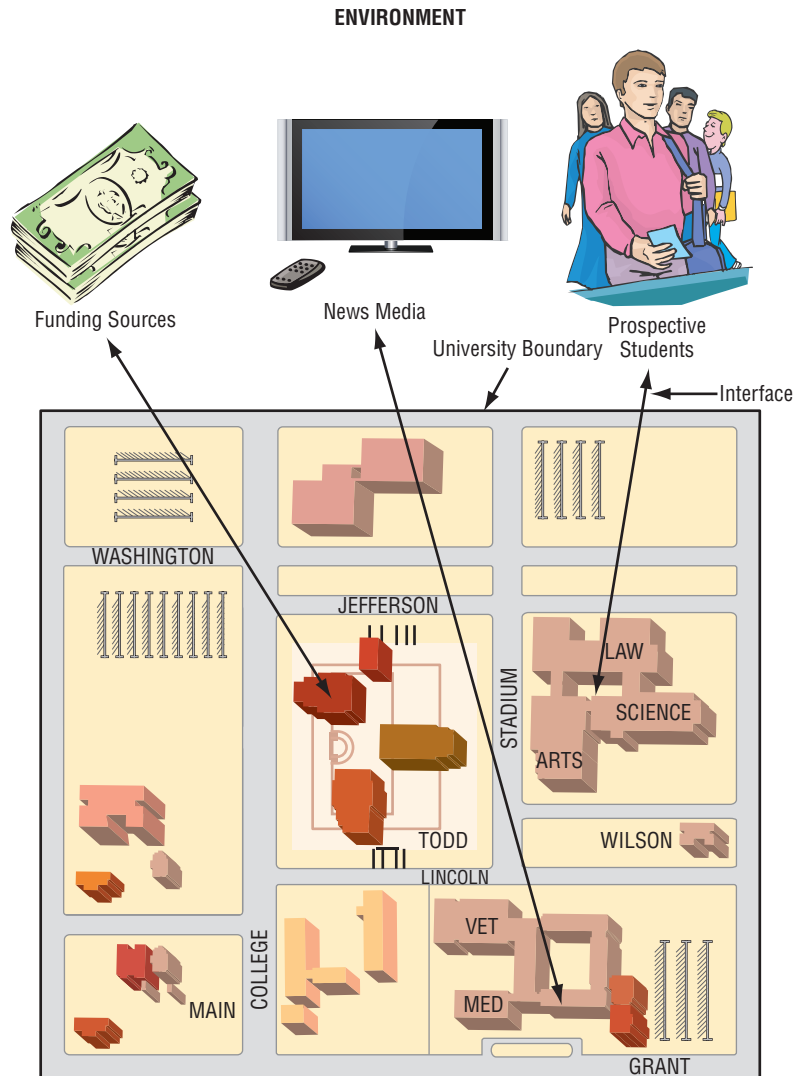 ENVIRONMENT
Funding Sources
News Media
Prospective
Students
University Boundary
Interface
WASHINGTON
JEFFERSON
STADIUM
LAW
SCIENCE
ARTS
TODD
WILSON
LINCOLN
COLLEGE
VET
MED
MAIN
GRANT